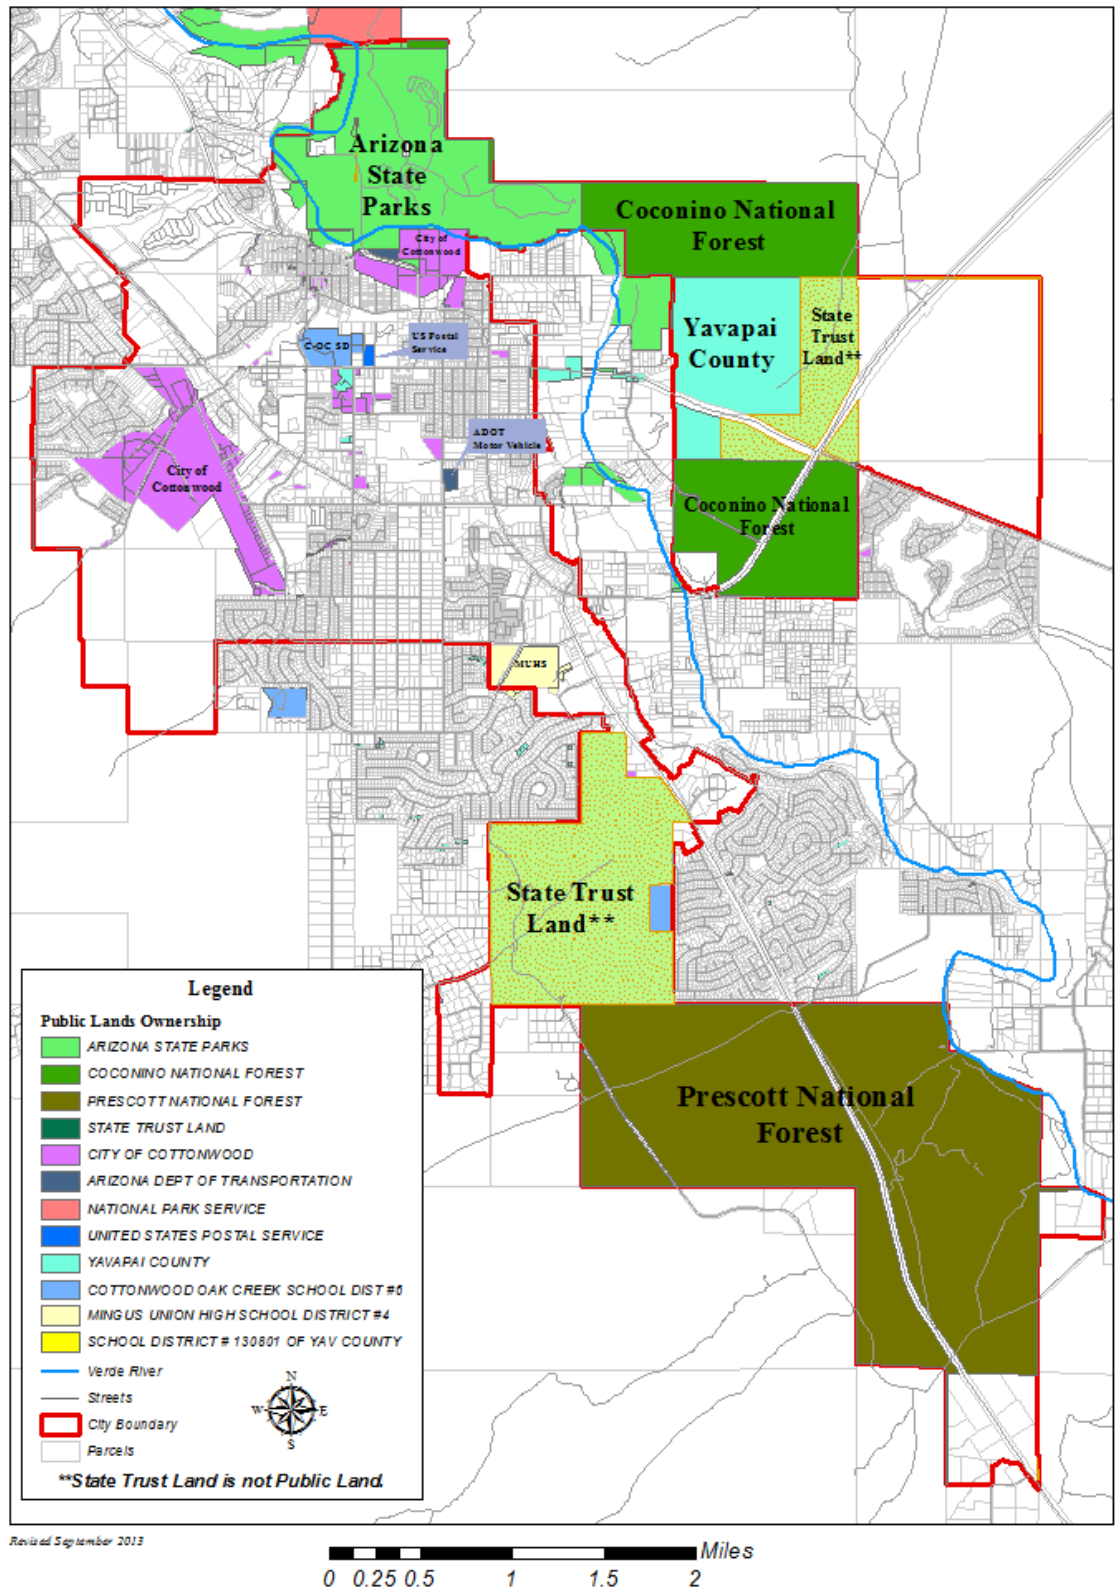 Arizona
State
Parks
Coconino National
Forest
City of
Cottonwood
Yavapai
County
State
Trust
Land**
US Postal
Service
C-OC SD
ADOT
Motor Vehicle
City of
Cottonwood
Coconino National
Forest
MUHS
State Trust
Land**
Prescott National
Forest
Legend
Public Lands Ownership
ARIZONA STATE PARKS
COCONINO NATIONAL FOREST
PRESCOTT NATIONAL FOREST
STATE TRUST LAND
CITY OF COTTONWOOD
ARIZONA DEPT OF TRANSPORTATION
NATIONAL PARK SERVICE
UNITED STATES POSTAL SERVICE
YAVAPAI COUNTY
COTTONWOOD OAK CREEK SCHOOL DIST #6
MINGUS UNION HIGH SCHOOL DISTRICT #4
SCHOOL DISTRICT # 130801 OF YAV COUNTY
Verde River
Streets
City Boundary
Parcels
N
W E
S
**State Trust Land is not Public Land.
Revised September 2013
Miles
0 0.25 0.5 1 1.5 2